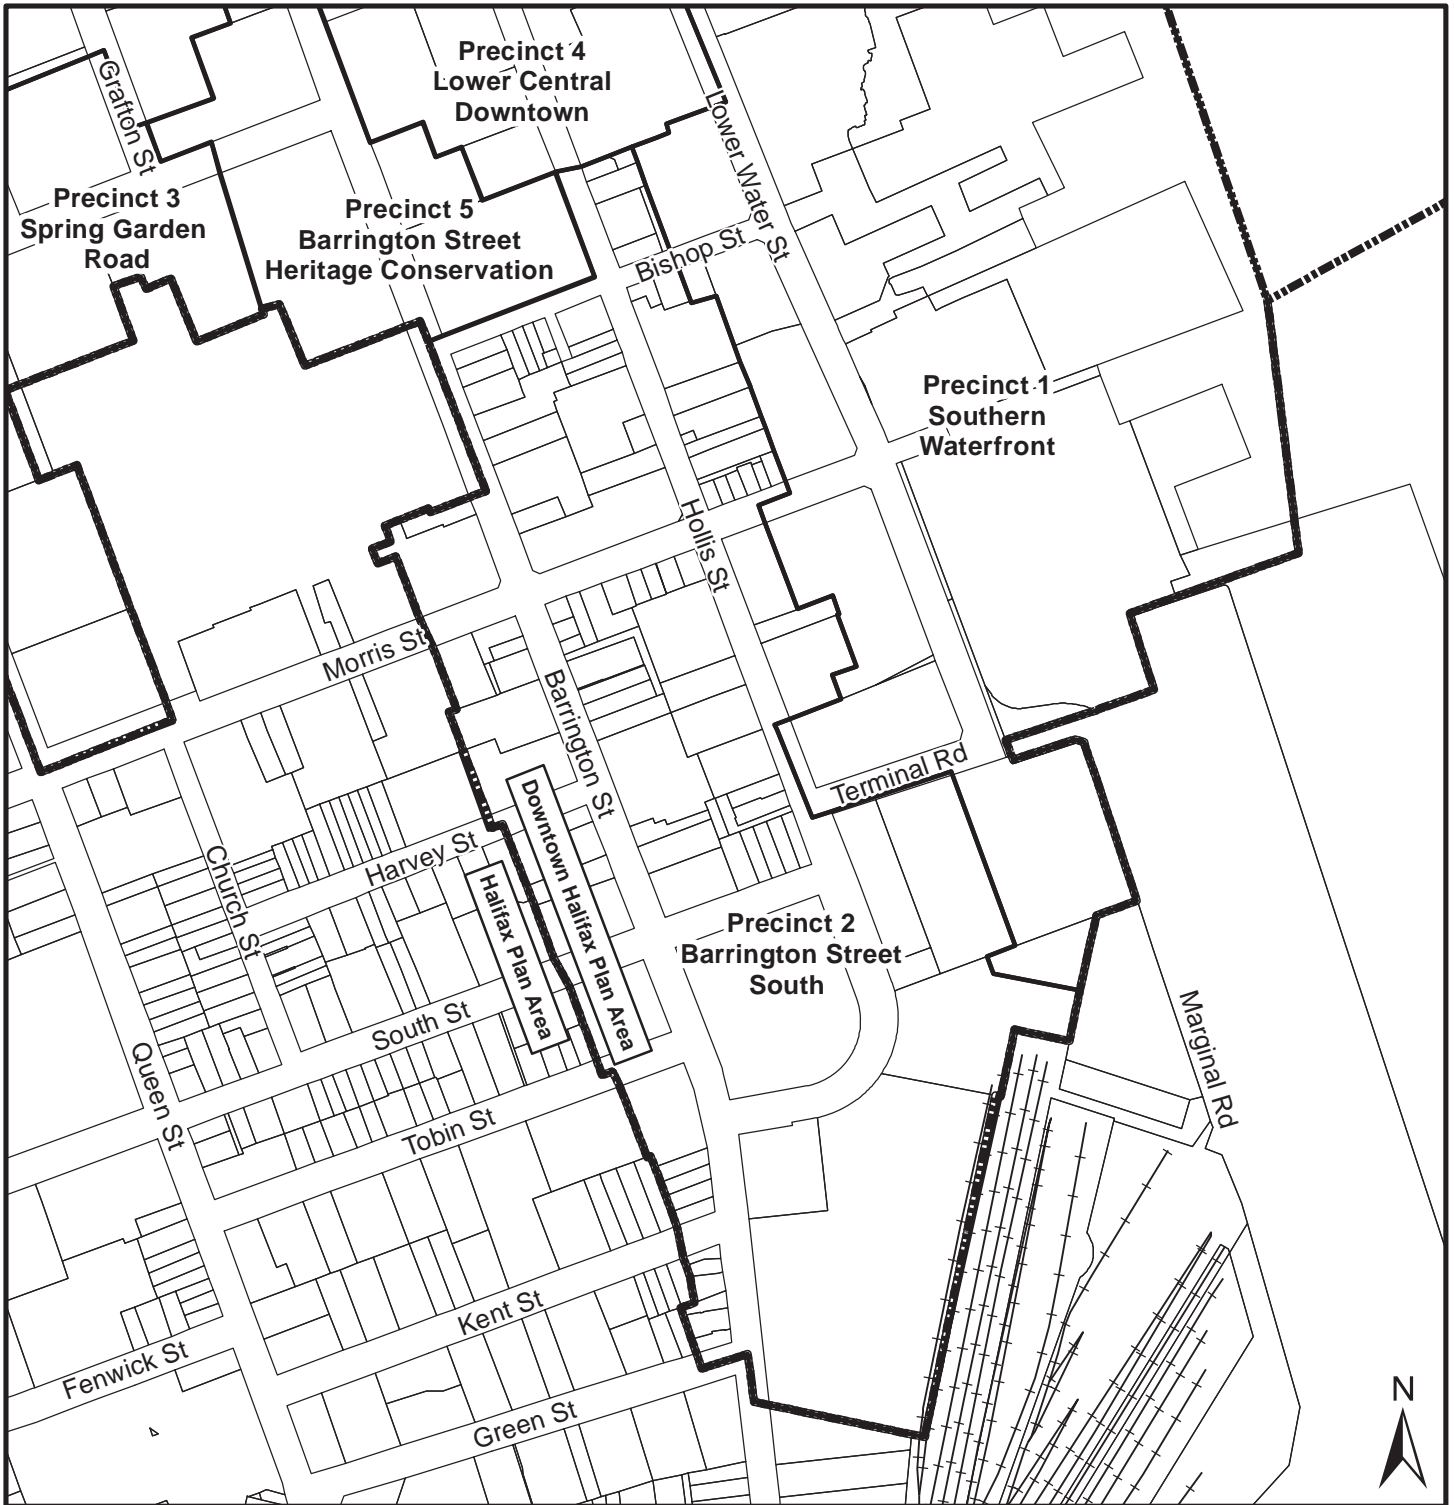 Precinct 4
Lower Central
Downtown
Grafton St
Lower Water St
Precinct 3
Spring Garden
Road
Precinct 5
Barrington Street
Heritage Conservation
Bishop St
Precinct 1
Southern
Waterfront
Hollis St
Morris St
Barrington St
Terminal Rd
Downtown Halifax Plan Area
Halifax Plan Area
Harvey St
Church St
Precinct 2
Barrington Street
South
South St
Queen St
Marginal Rd
Tobin St
Kent St
Fenwick St
Green St
N